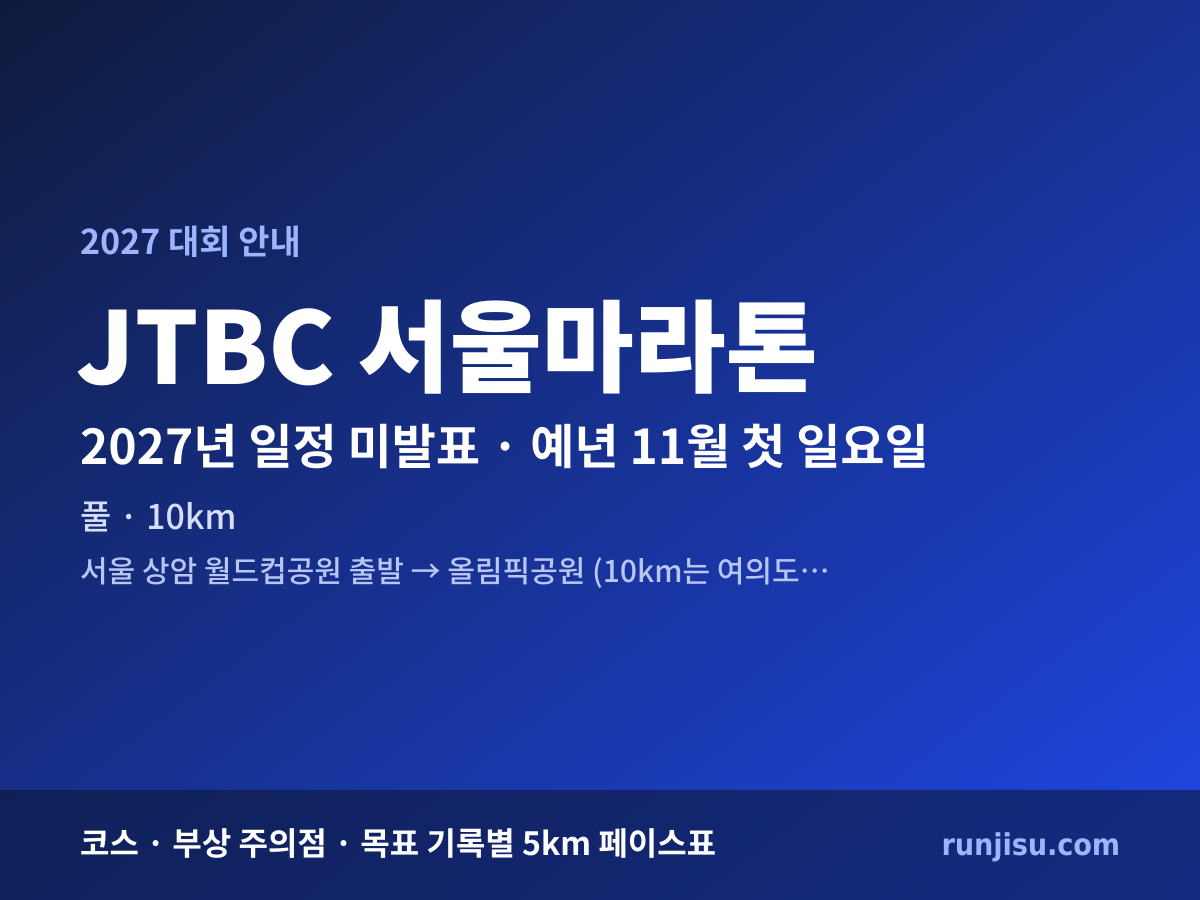 2027 대회 안내
JTBC 서울마라톤
2027년 일정 미발표 · 예년 11월 첫 일요일
풀 · 10km
서울 상암 월드컵공원 출발 → 올림픽공원 (10km는 여의도…
코스 · 부상 주의점 · 목표 기록별 5km 페이스표
runjisu.com